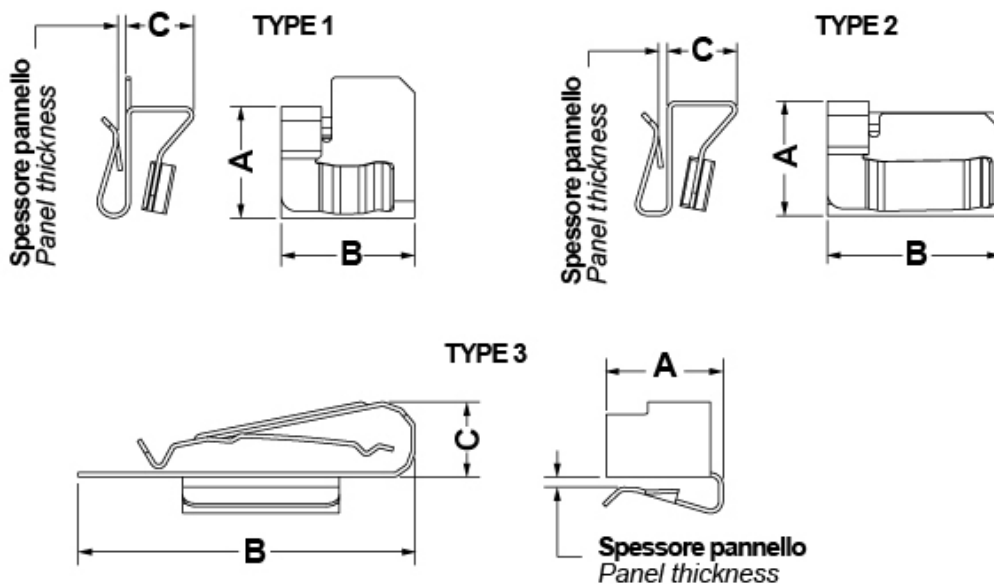 C
TYPE 1
Spessore pannello
Panel thickness
A
B
C
TYPE 2
Spessore pannello
Panel thickness
A
B
TYPE 3
A
C
B
Spessore pannello
Panel thickness